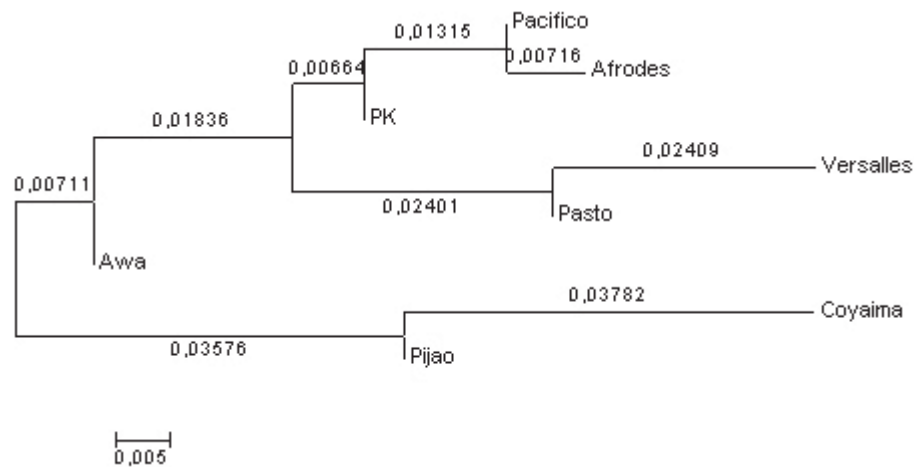 Pacifico
0,01315
0,00716
Afrodes
0,00664
PK
0,01836
0,02409
Versalles
0,00711
0,02401
Pasto
Awa
0,03782
Coyaima
0,03576
Pijao
0,005